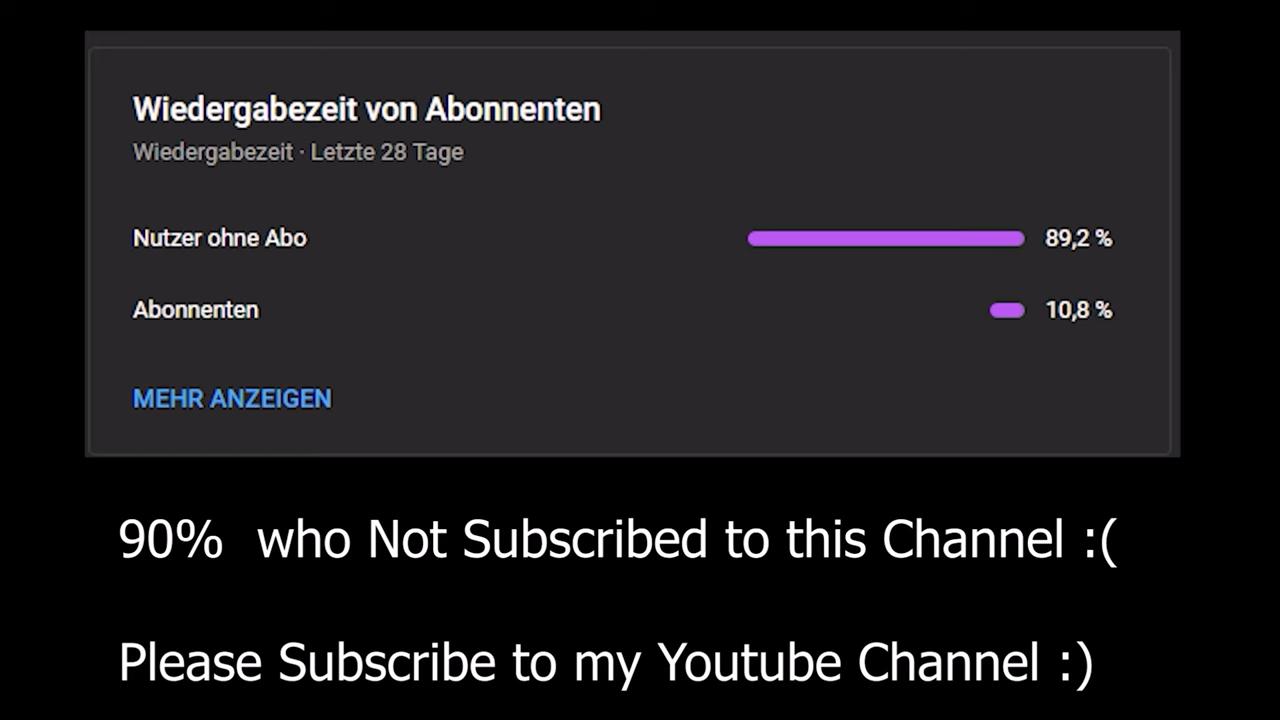 Wiedergabezeit von Abonnenten
Wiedergabezeit · Letzte 28 Tage
Nutzer ohne Abo 89,2 %
Abonnenten 10,8 %
MEHR ANZEIGEN
90% who Not Subscribed to this Channel :(
Please Subscribe to my Youtube Channel :)